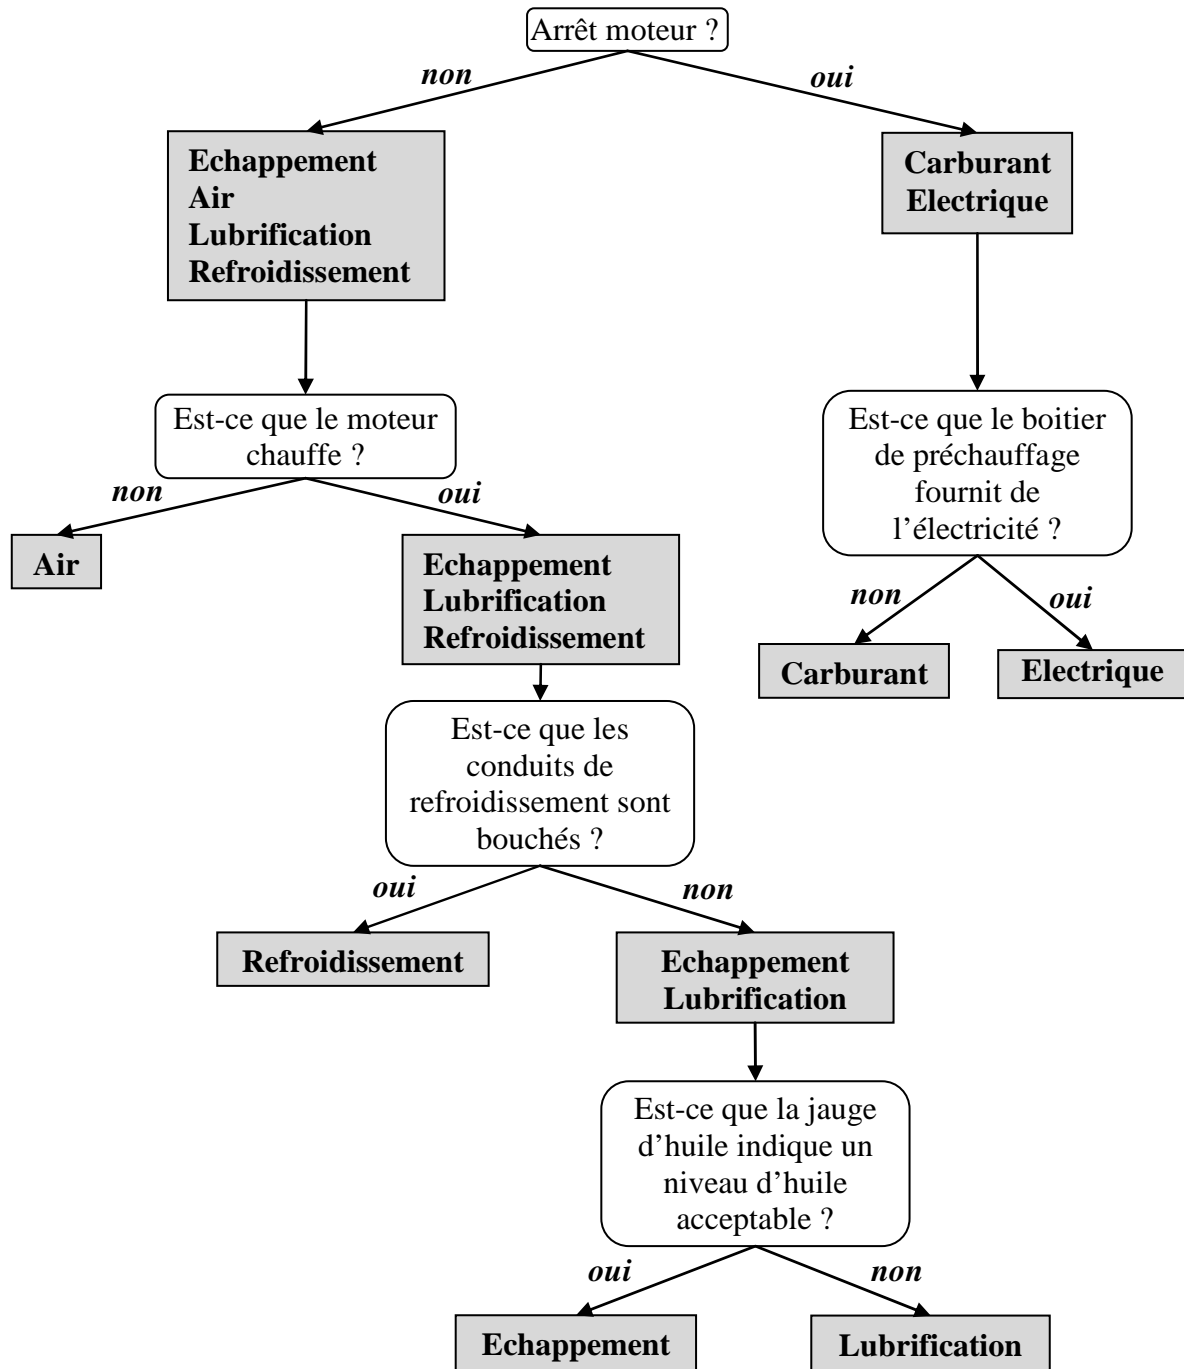 Arrêt moteur ?
non
oui
Echappement
Air
Lubrification
Refroidissement
Carburant
Electrique
Est-ce que le moteur
chauffe ?
Est-ce que le boitier
de préchauffage
fournit de
l’électricité ?
non
oui
Air
Echappement
Lubrification
Refroidissement
non
oui
Carburant
Electrique
Est-ce que les
conduits de
refroidissement sont
bouchés ?
oui
non
Refroidissement
Echappement
Lubrification
Est-ce que la jauge
d’huile indique un
niveau d’huile
acceptable ?
oui
non
Echappement
Lubrification